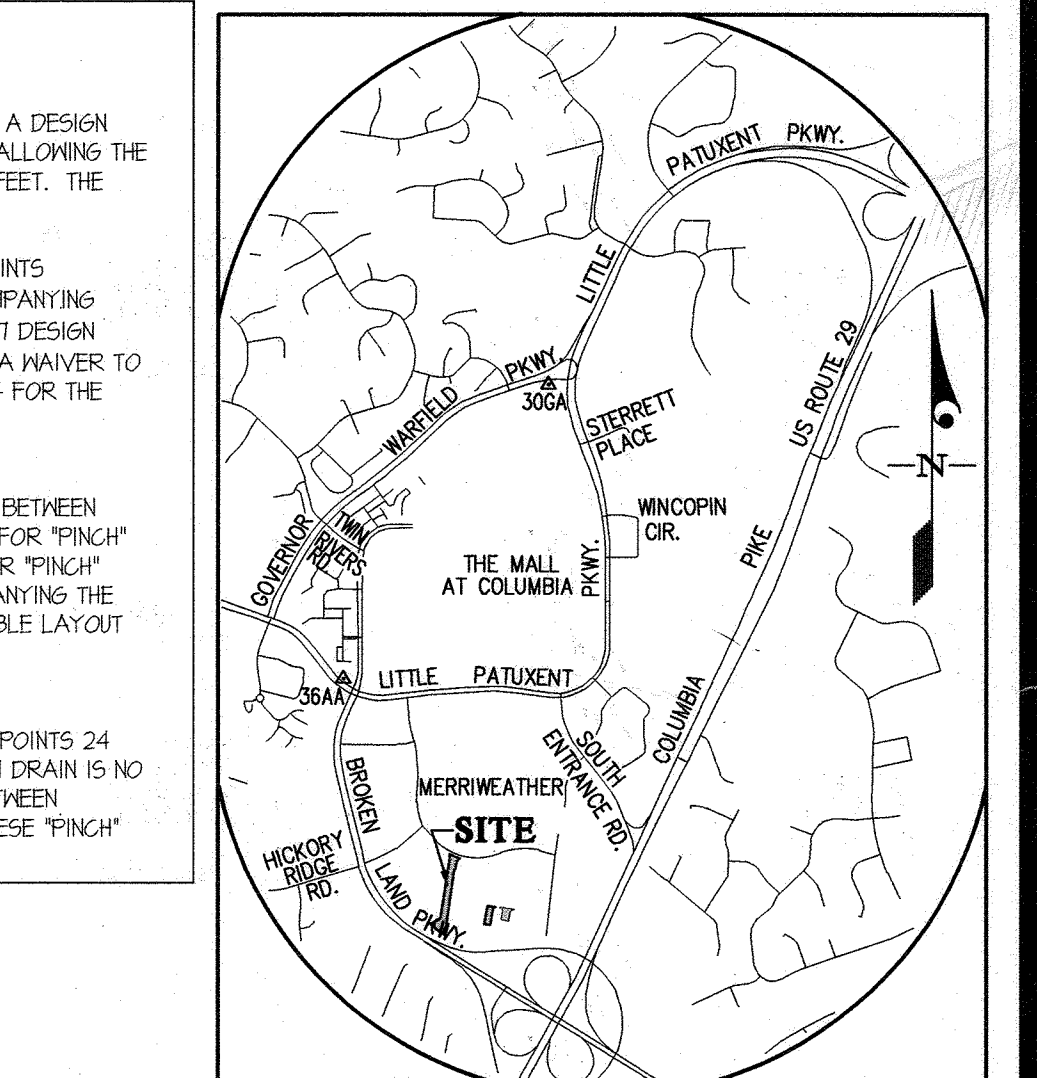 A DESIGN
ALLOWING THE
FEET. THE
INTS
MPANYING
DESIGN
A WAIVER TO
FOR THE
BETWEEN
FOR "PINCH"
R "PINCH"
ANYING THE
BLE LAYOUT
POINTS 24
DRAIN IS NO
TWEEN
ESE "PINCH"
PATUXENT PKWY.
LITTLE
US ROUTE 29
PKWY.
30GA
WARFIELD
STERRETT
PLACE
N
GOVERNOR
TWIN
RIVERS
RD.
WINCOPIN
CIR.
THE MALL
AT COLUMBIA
PKWY.
PIKE
36AA
LITTLE PATUXENT
COLUMBIA
SOUTH
ENTRANCE RD.
BROKEN
MERRIWEATHER
SITE
HICKORY
RIDGE
RD.
LAND PKWY.